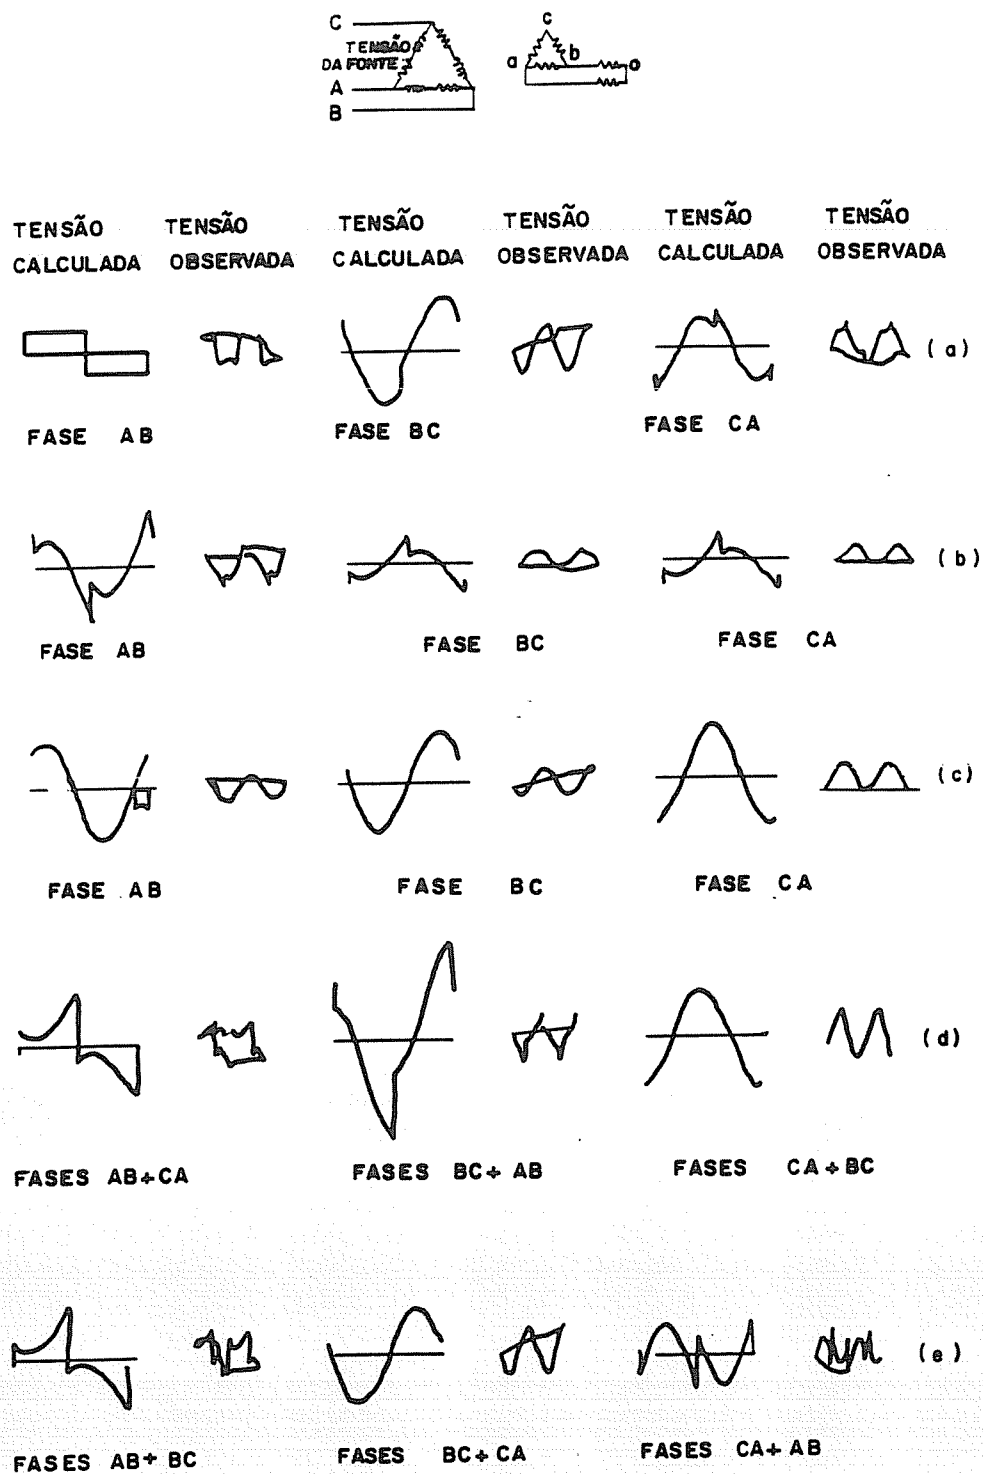 C
TENSÃO
DA FONTE
A
B
c
a
b
o
TENSÃO TENSÃO TENSÃO TENSÃO TENSÃO TENSÃO
CALCULADA OBSERVADA CALCULADA OBSERVADA CALCULADA OBSERVADA
(a)
FASE AB FASE BC FASE CA
(b)
FASE AB FASE BC FASE CA
(c)
FASE AB FASE BC FASE CA
(d)
FASES AB+CA FASES BC+AB FASES CA+BC
(e)
FASES AB+BC FASES BC+CA FASES CA+AB